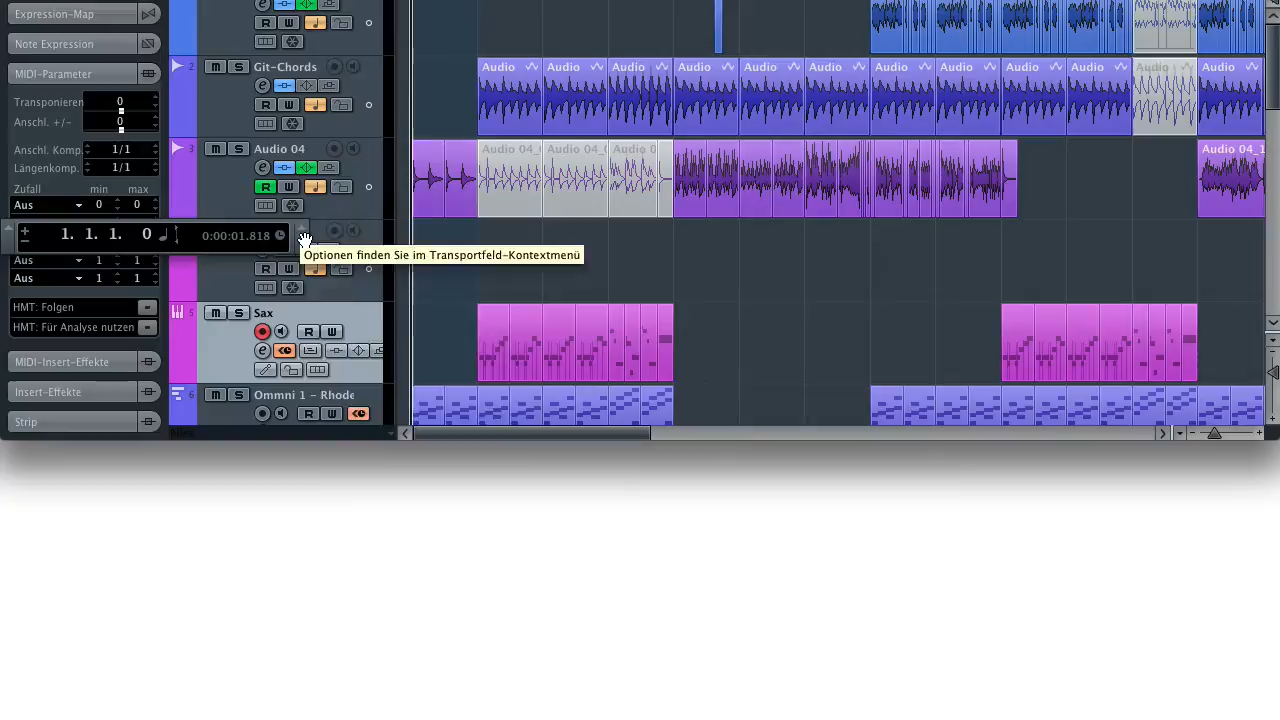 Expression-Map
Note Expression
MIDI-Parameter
Transponieren 0
Anschl. +/- 0
Anschl. Komp. 1/1
Längenkomp. 1/1
Zufall min max
Aus 0 0
1. 1. 1. 0 0:00:01.818
Optionen finden Sie im Transportfeld-Kontextmenü
Aus 1 1
Aus 1 1
HMT: Folgen
HMT: Für Analyse nutzen
MIDI-Insert-Effekte
Insert-Effekte
Strip
e
R W
2 M S Git-Chords
e
R W
3 M S Audio 04
e
R W
5 M S Sax
R W
e
6 M S Ommni 1 – Rhode
R W
Audio Audio Audio Audio Audio Audio Audio Audio Audio Audio Audio Audio
Audio 04_ Audio 04_ Audio 0 Audio 04_1